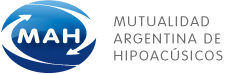 MAH
MUTUALIDAD
ARGENTINA DE
HIPOACÚSICOS